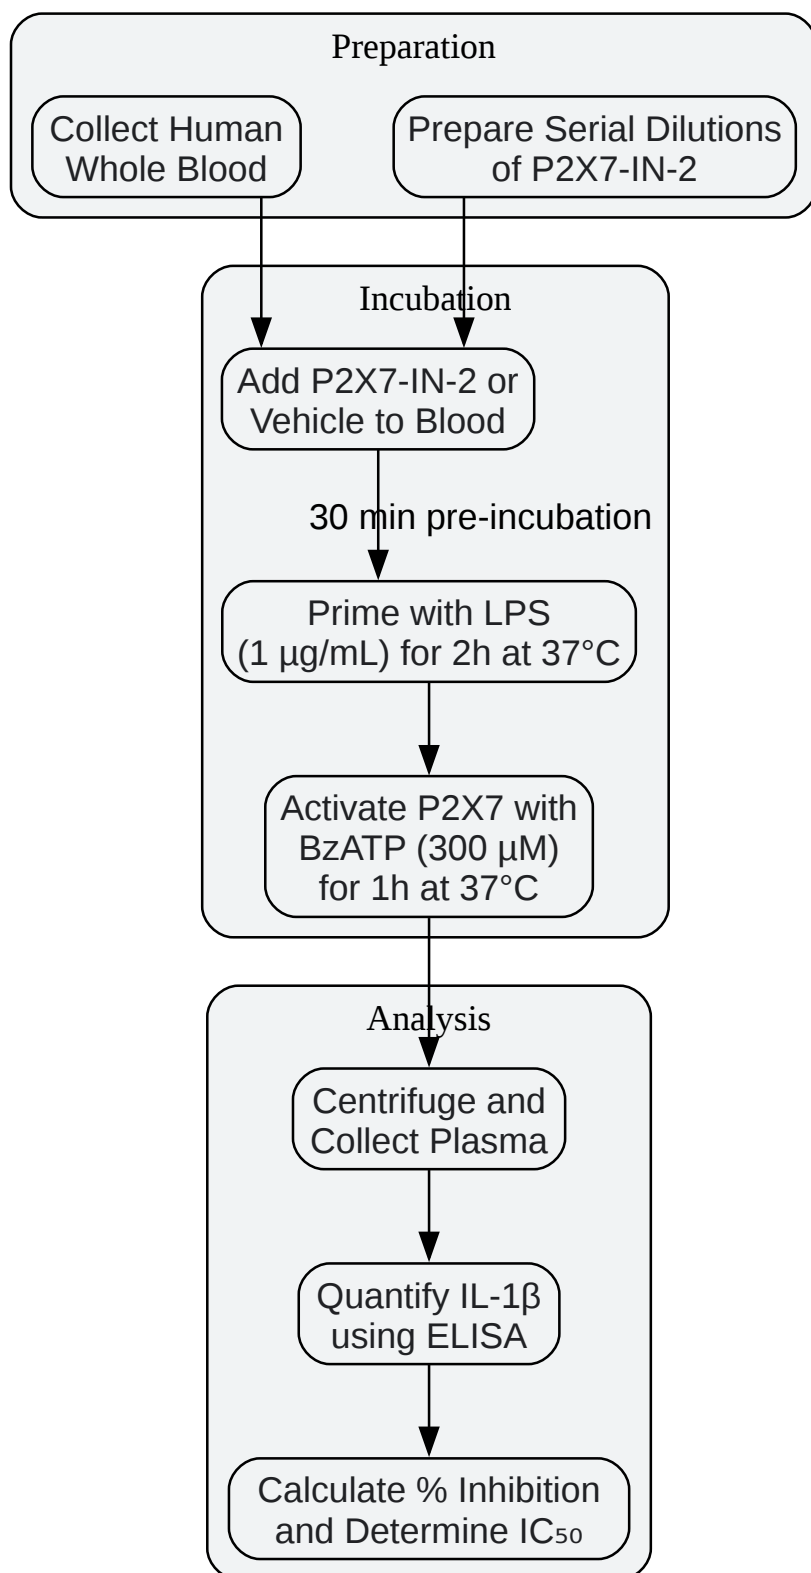 Preparation
Collect Human
Whole Blood
Prepare Serial Dilutions
of P2X7-IN-2
Incubation
Add P2X7-IN-2 or
Vehicle to Blood
30 min pre-incubation
Prime with LPS
(1 µg/mL) for 2h at 37°C
Activate P2X7 with
BzATP (300 µM)
for 1h at 37°C
Analysis
Centrifuge and
Collect Plasma
Quantify IL-1β
using ELISA
Calculate % Inhibition
and Determine IC₅₀